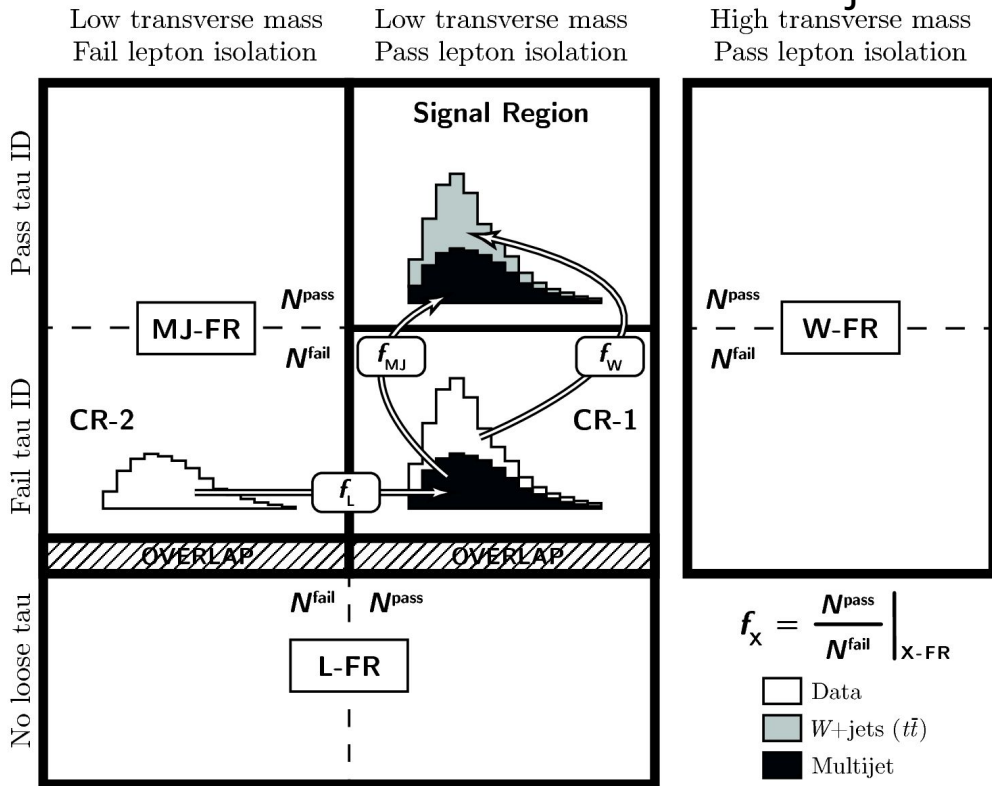 Low transverse mass
Fail lepton isolation
Low transverse mass
Pass lepton isolation
High transverse mass
Pass lepton isolation
Pass tau ID
Fail tau ID
No loose tau
Signal Region
MJ-FR
N^pass
N^fail
f_MJ
f_W
N^pass
N^fail
W-FR
CR-2
CR-1
f_L
OVERLAP
OVERLAP
N^fail
N^pass
L-FR
f_X = N^pass / N^fail |_X-FR
Data
W+jets (tt̄)
Multijet